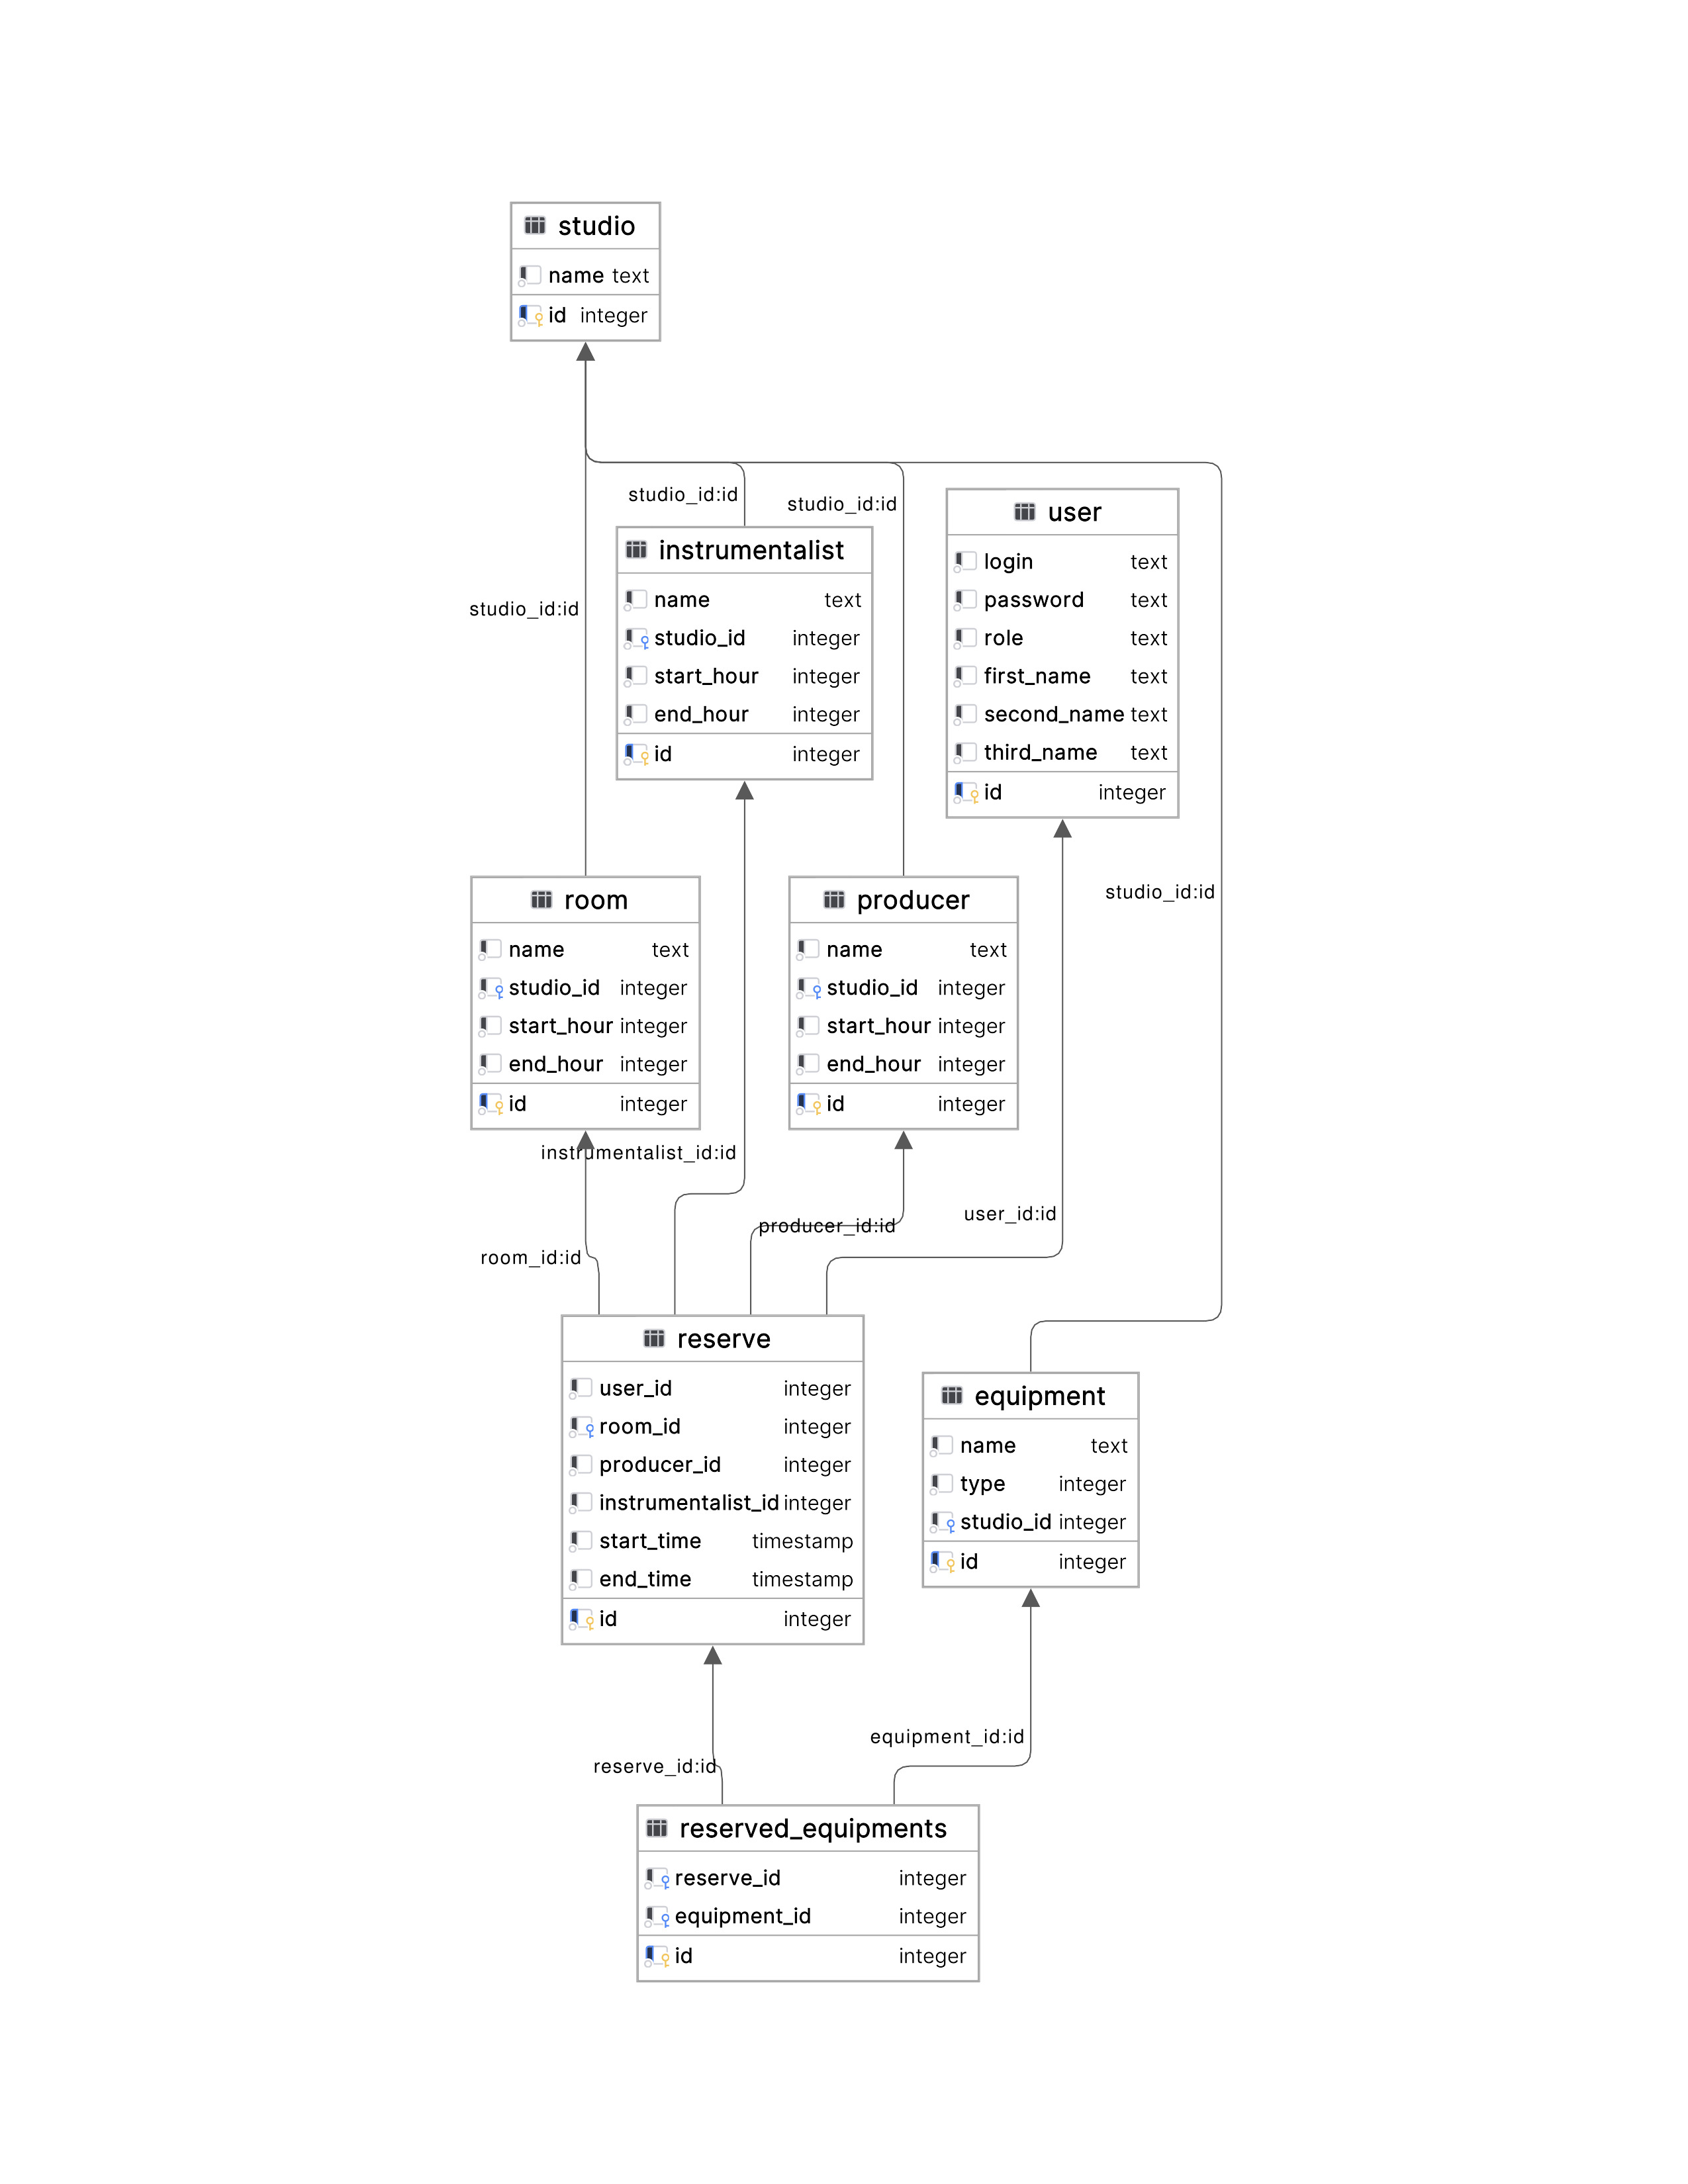 studio
name text
id integer
studio_id:id
studio_id:id
studio_id:id
studio_id:id
instrumentalist
name text
studio_id integer
start_hour integer
end_hour integer
id integer
user
login text
password text
role text
first_name text
second_name text
third_name text
id integer
room
name text
studio_id integer
start_hour integer
end_hour integer
id integer
producer
name text
studio_id integer
start_hour integer
end_hour integer
id integer
instrumentalist_id:id
producer_id:id
user_id:id
room_id:id
reserve
user_id integer
room_id integer
producer_id integer
instrumentalist_id integer
start_time timestamp
end_time timestamp
id integer
equipment
name text
type integer
studio_id integer
id integer
equipment_id:id
reserve_id:id
reserved_equipments
reserve_id integer
equipment_id integer
id integer